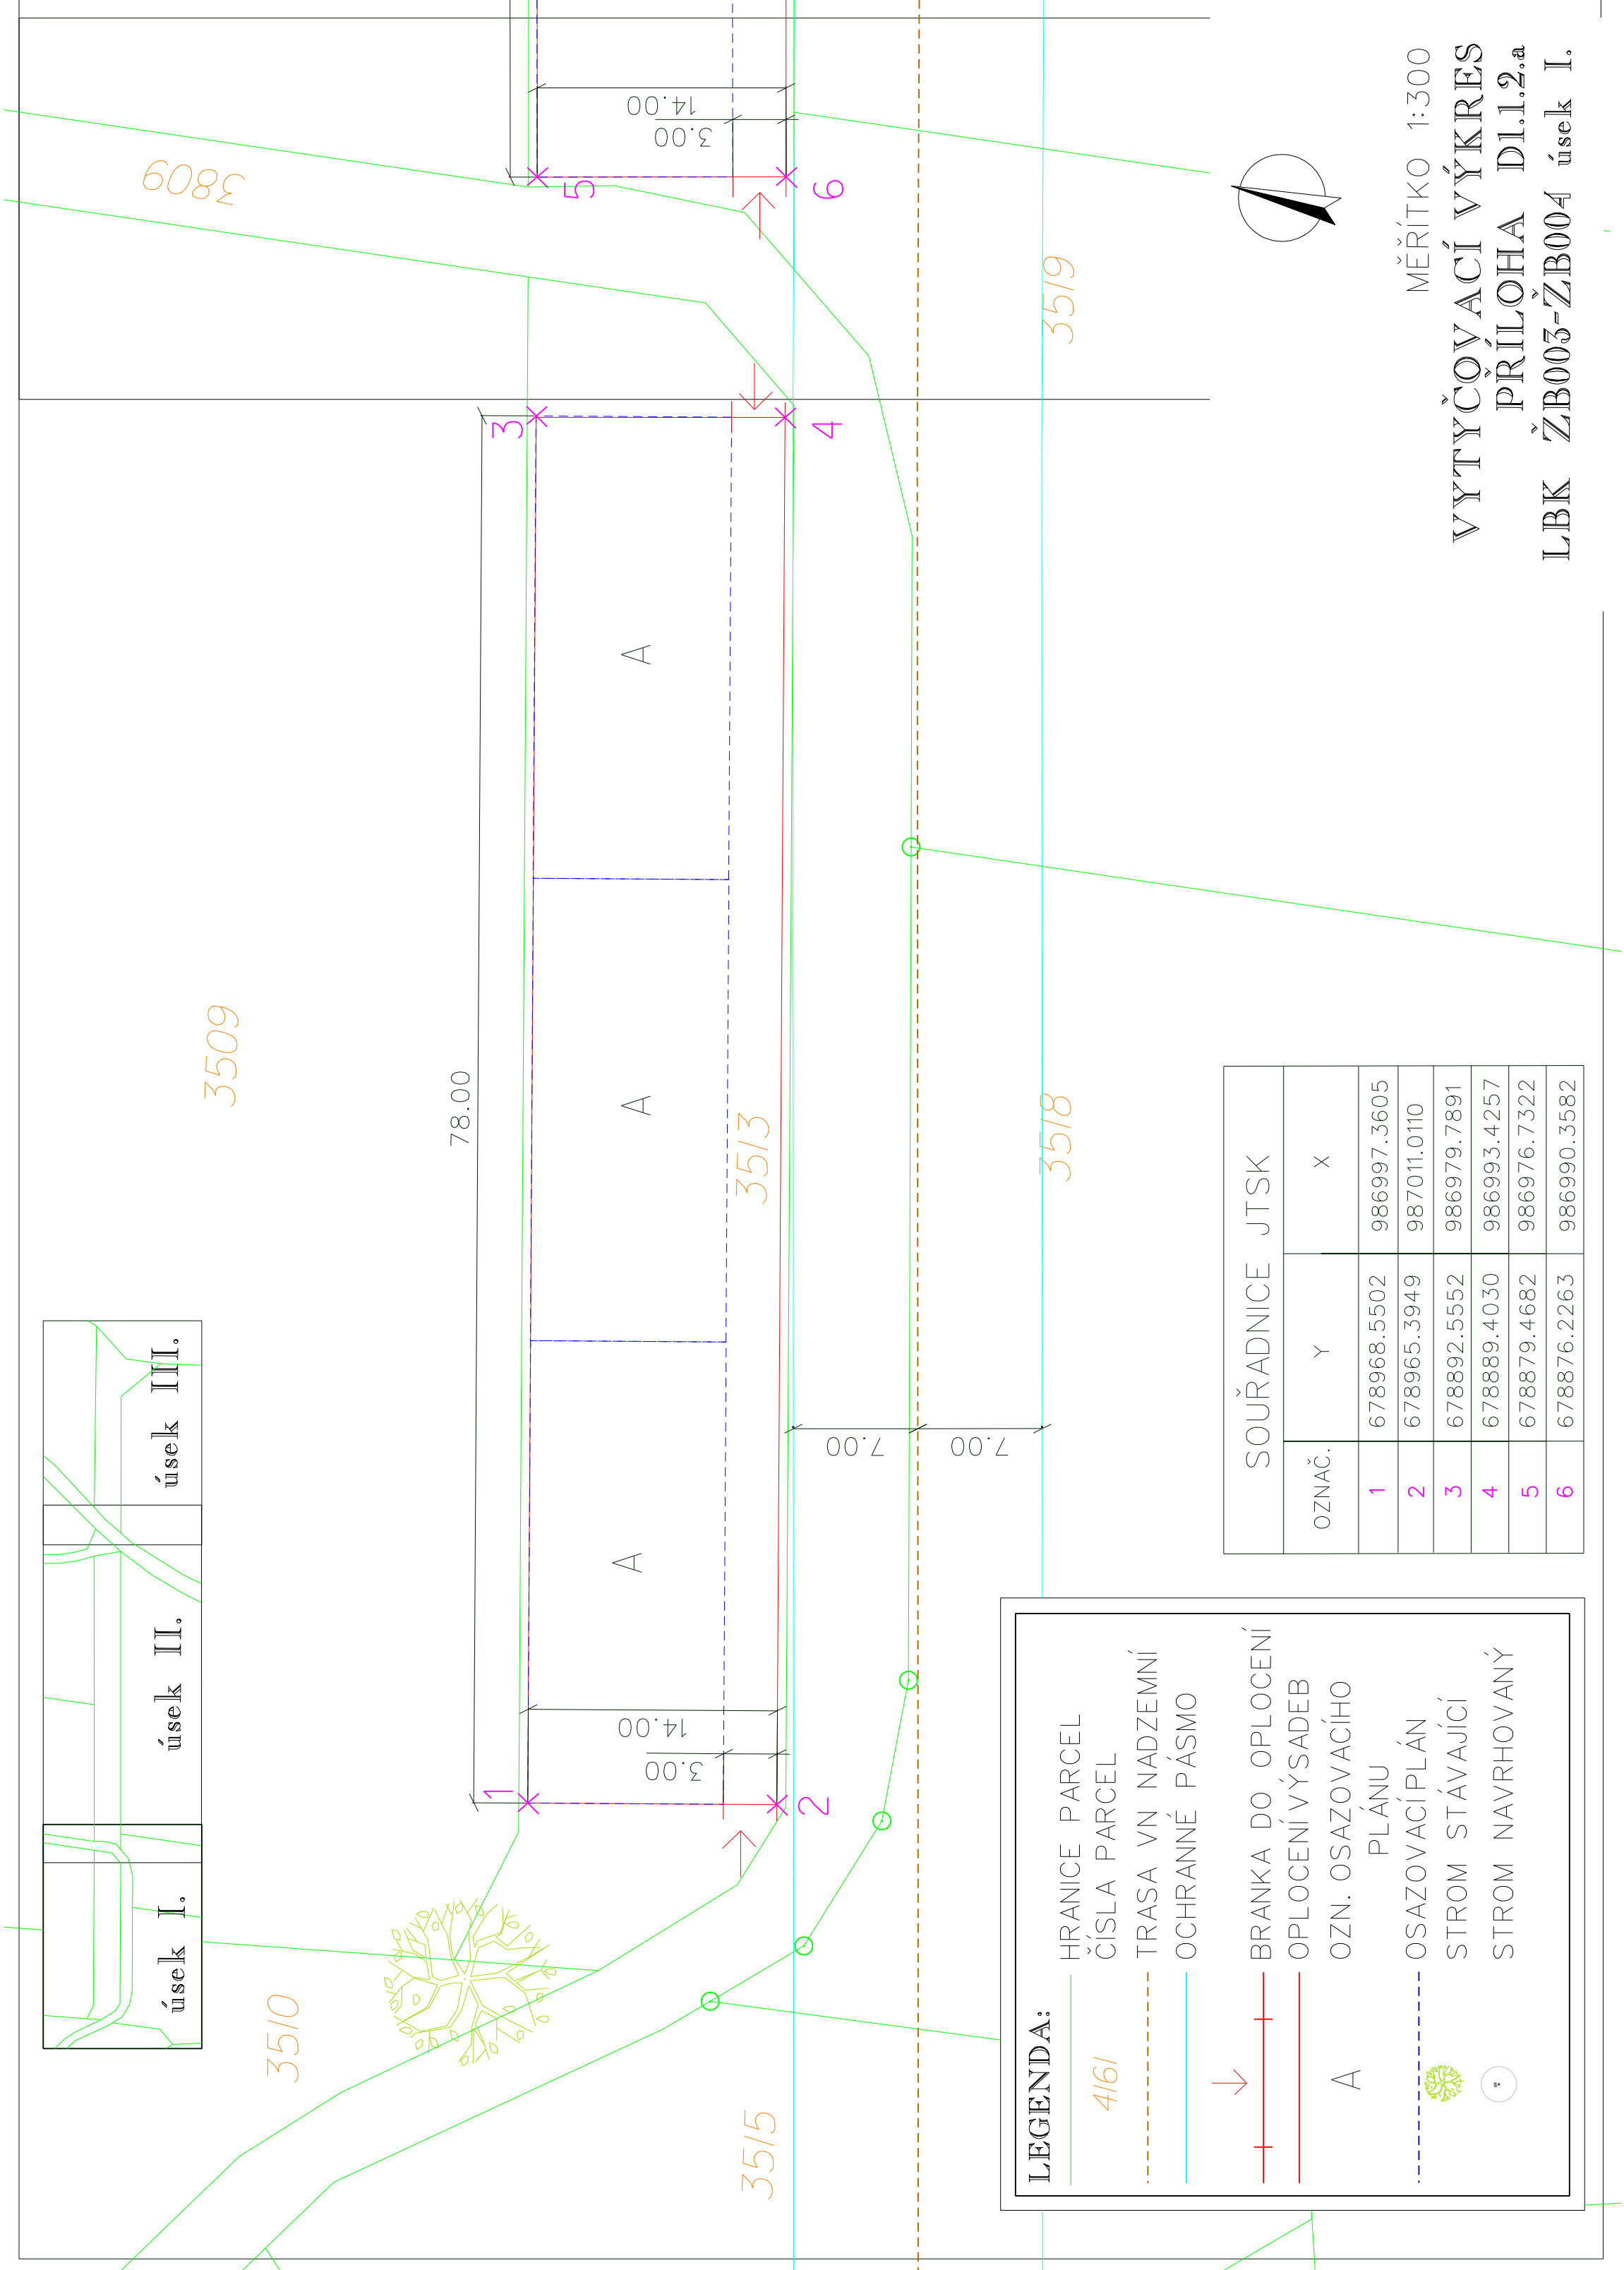 úsek I.
úsek II.
úsek III.
3510
3509
3809
1
2
3
4
5
6
78.00
14.00
3.00
14.00
3.00
A
A
A
3513
3515
3518
3519
7.00
7.00
LEGENDA:
HRANICE PARCEL
4161 ČÍSLA PARCEL
TRASA VN NADZEMNÍ
OCHRANNÉ PÁSMO
BRANKA DO OPLOCENÍ
OPLOCENÍ VÝSADEB
A OZN. OSAZOVACÍHO
PLÁNU
OSAZOVACÍ PLÁN
STROM STÁVAJÍCÍ
STROM NAVRHOVANÝ
SOUŘADNICE JTSK
OZNAČ. Y X
1 678968.5502 986997.3605
2 678965.3949 987011.0110
3 678892.5552 986979.7891
4 678889.4030 986993.4257
5 678879.4682 986976.7322
6 678876.2263 986990.3582
MĚŘÍTKO 1:300
VYTYČOVACÍ VÝKRES
PŘÍLOHA D1.1.2.a
LBK ŽB003-ŽB004 úsek I.